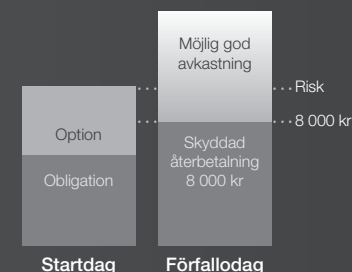 Möjlig god
avkastning
Risk
8 000 kr
Option
Skyddad
återbetalning
8 000 kr
Obligation
Startdag
Förfallodag